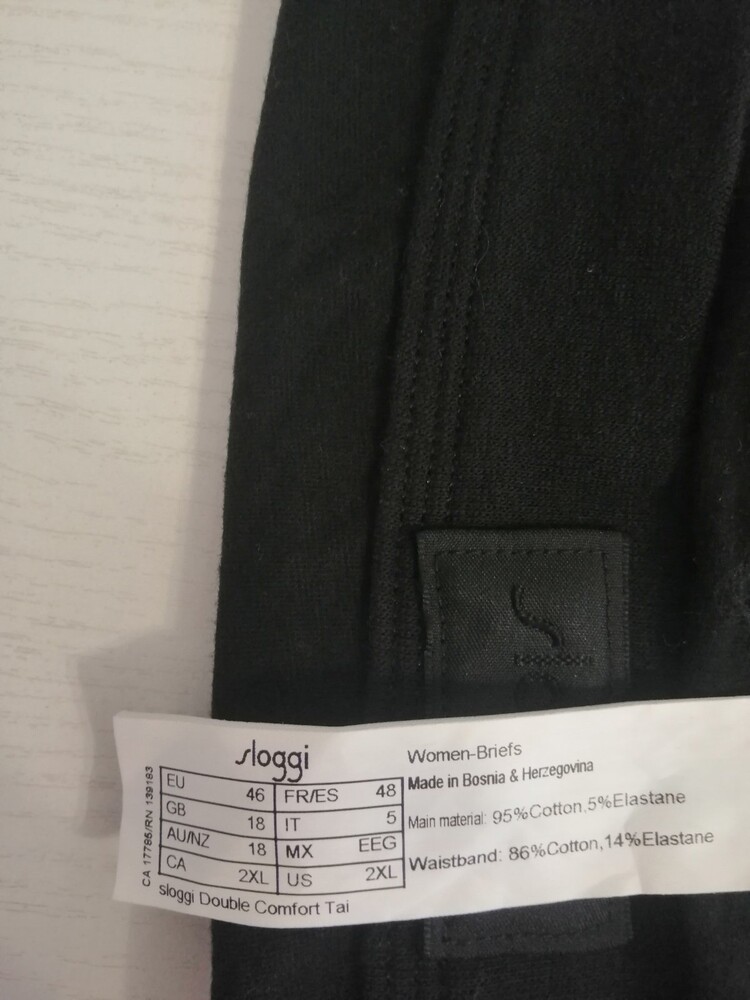 sloggi
Women-Briefs
Made in Bosnia & Herzegovina
Main material: 95%Cotton,5%Elastane
Waistband: 86%Cotton,14%Elastane
EU 46 FR/ES 48
GB 18 IT 5
AU/NZ 18 MX EEG
CA 2XL US 2XL
sloggi Double Comfort Tai
CA 17786/RN 139183